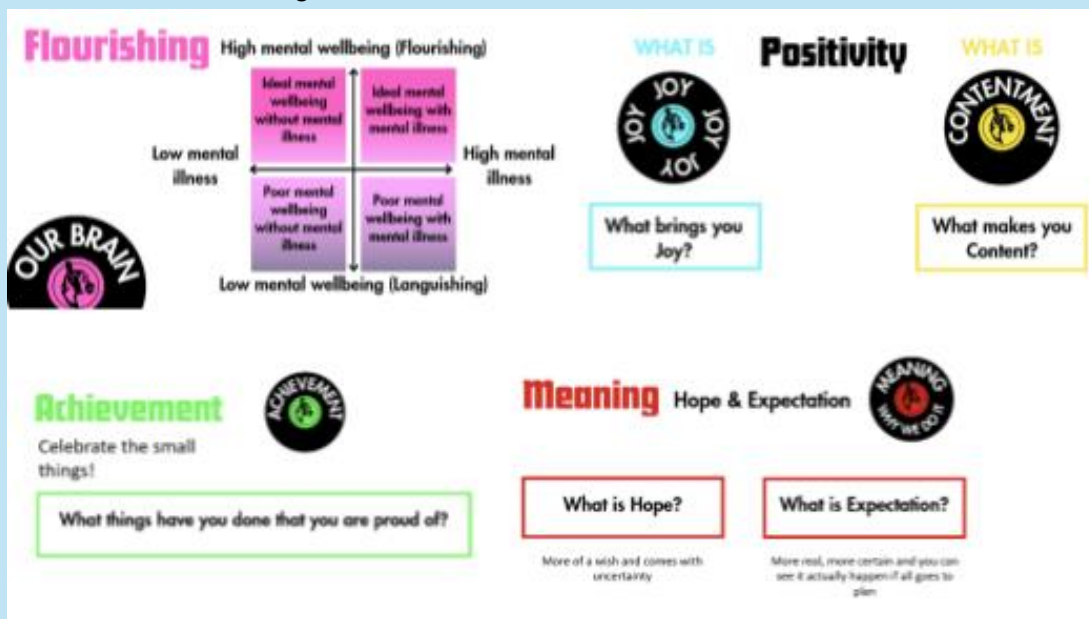 Flourishing
High mental wellbeing (Flourishing)
Ideal mental
wellbeing
without mental
illness
Ideal mental
wellbeing with
mental illness
Low mental
illness
High mental
illness
Poor mental
wellbeing
without mental
illness
Poor mental
wellbeing with
mental illness
Low mental wellbeing (Languishing)
OUR BRAIN
WHAT IS
Positivity
WHAT IS
JOY JOY JOY JOY
CONTENTMENT
What brings you
Joy?
What makes you
Content?
Achievement
ACHIEVEMENT
Celebrate the small
things!
What things have you done that you are proud of?
Meaning
Hope & Expectation
MEANING
WHY WE DO IT
What is Hope?
What is Expectation?
More of a wish and comes with
uncertainty
More real, more certain and you can
see it actually happen if all goes to
plan